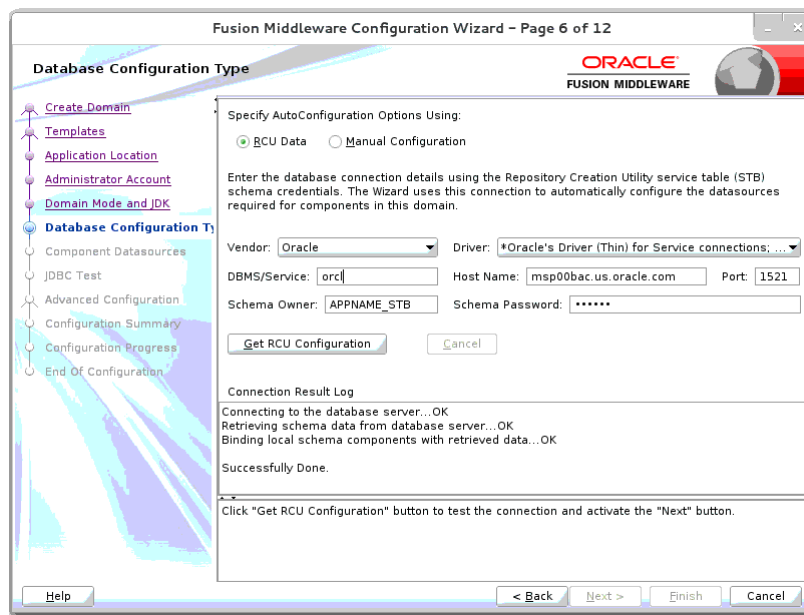 Fusion Middleware Configuration Wizard – Page 6 of 12
Database Configuration Type
ORACLE
FUSION MIDDLEWARE
Create Domain
Templates
Application Location
Administrator Account
Domain Mode and JDK
Database Configuration Ty
Component Datasources
JDBC Test
Advanced Configuration
Configuration Summary
Configuration Progress
End Of Configuration
Specify AutoConfiguration Options Using:
RCU Data Manual Configuration
Enter the database connection details using the Repository Creation Utility service table (STB)
schema credentials. The Wizard uses this connection to automatically configure the datasources
required for components in this domain.
Vendor: Oracle Driver: *Oracle's Driver (Thin) for Service connections; ...
DBMS/Service: orcl Host Name: msp00bac.us.oracle.com Port: 1521
Schema Owner: APPNAME_STB Schema Password: ••••••
Get RCU Configuration Cancel
Connection Result Log
Connecting to the database server...OK
Retrieving schema data from database server...OK
Binding local schema components with retrieved data...OK
Successfully Done.
Click "Get RCU Configuration" button to test the connection and activate the "Next" button.
Help < Back Next > Finish Cancel